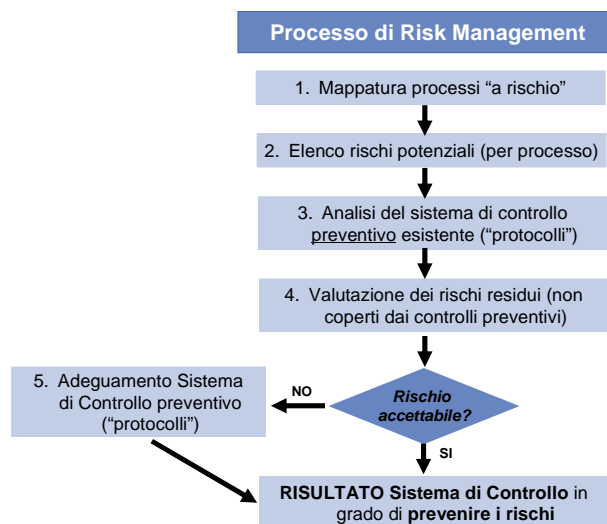 Processo di Risk Management
1. Mappatura processi “a rischio”
2. Elenco rischi potenziali (per processo)
3. Analisi del sistema di controllo
preventivo esistente (“protocolli”)
4. Valutazione dei rischi residui (non
coperti dai controlli preventivi)
Rischio
accettabile?
NO
5. Adeguamento Sistema
di Controllo preventivo
(“protocolli”)
SI
RISULTATO Sistema di Controllo in
grado di prevenire i rischi